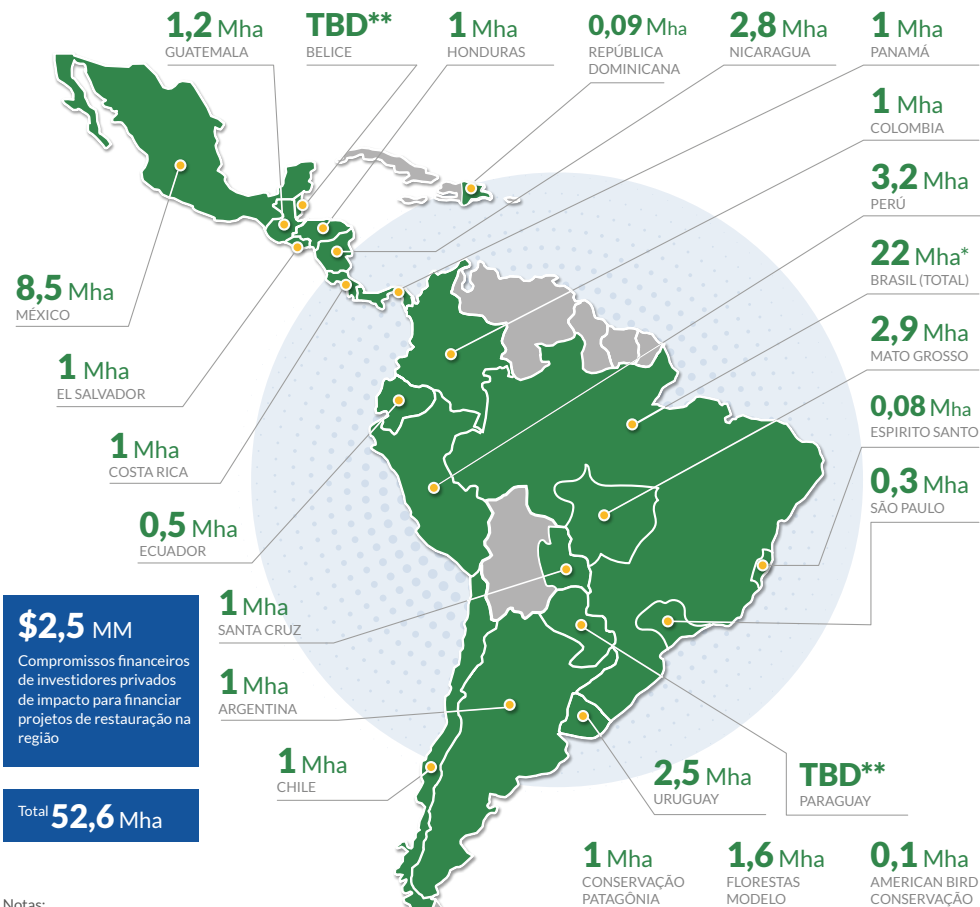 1,2 Mha
GUATEMALA
TBD**
BELICE
1 Mha
HONDURAS
0,09 Mha
REPÚBLICA
DOMINICANA
2,8 Mha
NICARAGUA
1 Mha
PANAMÁ
1 Mha
COLOMBIA
3,2 Mha
PERÚ
22 Mha*
BRASIL (TOTAL)
2,9 Mha
MATO GROSSO
0,08 Mha
ESPIRITO SANTO
0,3 Mha
SÃO PAULO
8,5 Mha
MÉXICO
1 Mha
EL SALVADOR
1 Mha
COSTA RICA
0,5 Mha
ECUADOR
1 Mha
SANTA CRUZ
1 Mha
ARGENTINA
1 Mha
CHILE
2,5 Mha
URUGUAY
TBD**
PARAGUAY
$2,5 MM
Compromissos financeiros
de investidores privados
de impacto para financiar
projetos de restauração na
região
Total 52,6 Mha
1 Mha
CONSERVAÇÃO
PATAGÔNIA
1,6 Mha
FLORESTAS
MODELO
0,1 Mha
AMERICAN BIRD
CONSERVAÇÃO
Notas: